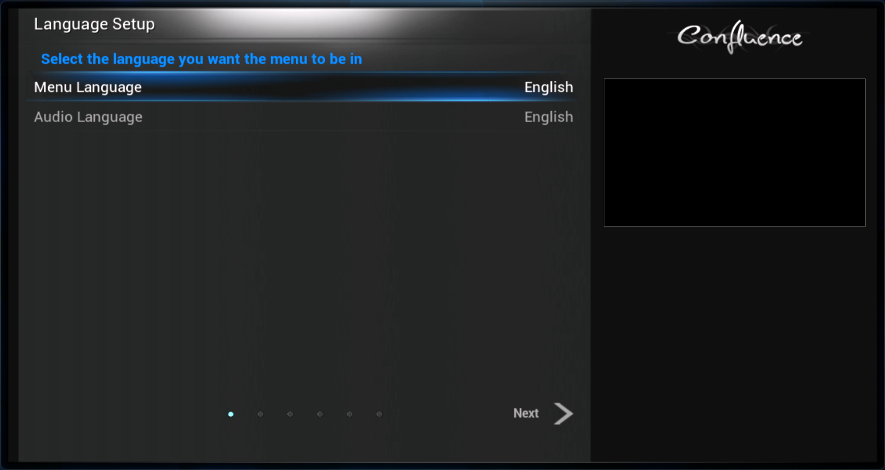 Language Setup
Select the language you want the menu to be in
Menu Language English
Audio Language English
Next
Confluence